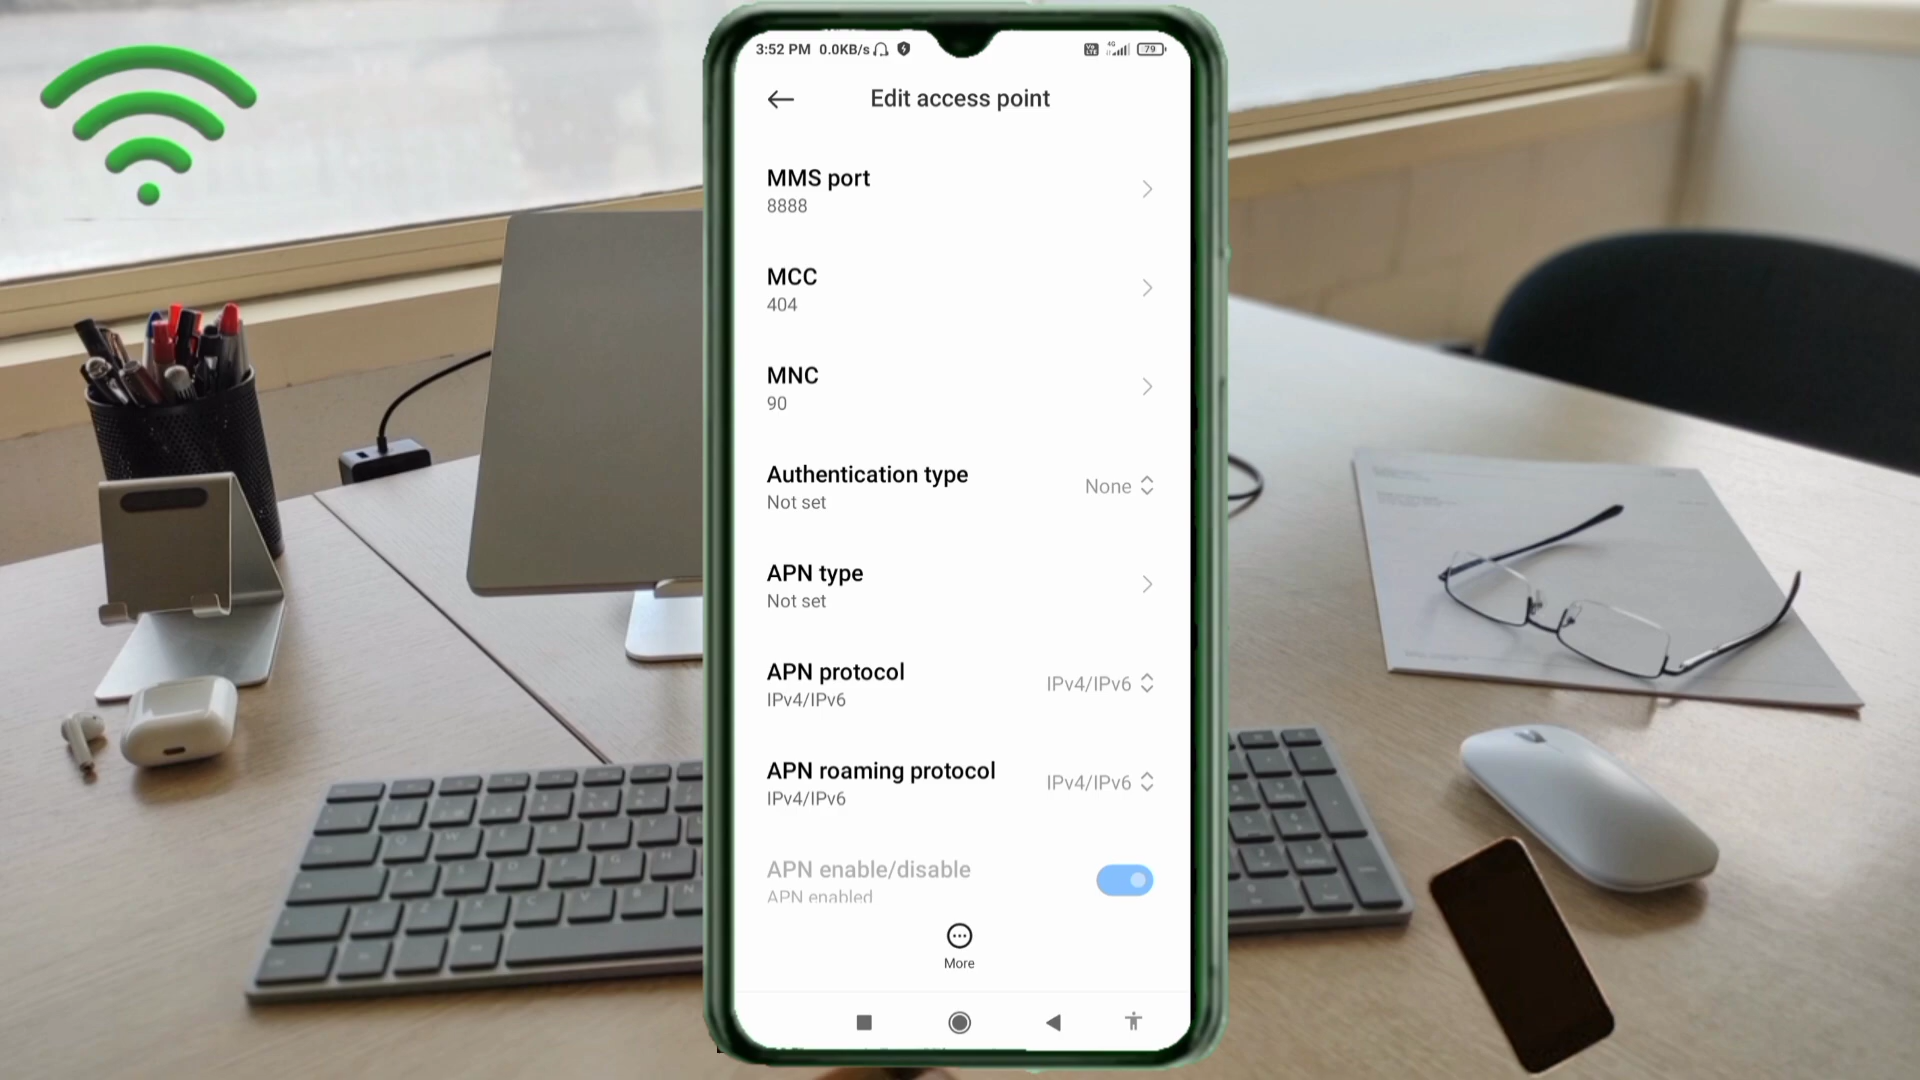 3:52 PM 0.0KB/s
4G 79
Edit access point
MMS port
8888
MCC
404
MNC
90
Authentication type
Not set
None
APN type
Not set
APN protocol
IPv4/IPv6
IPv4/IPv6
APN roaming protocol
IPv4/IPv6
IPv4/IPv6
APN enable/disable
APN enabled
More